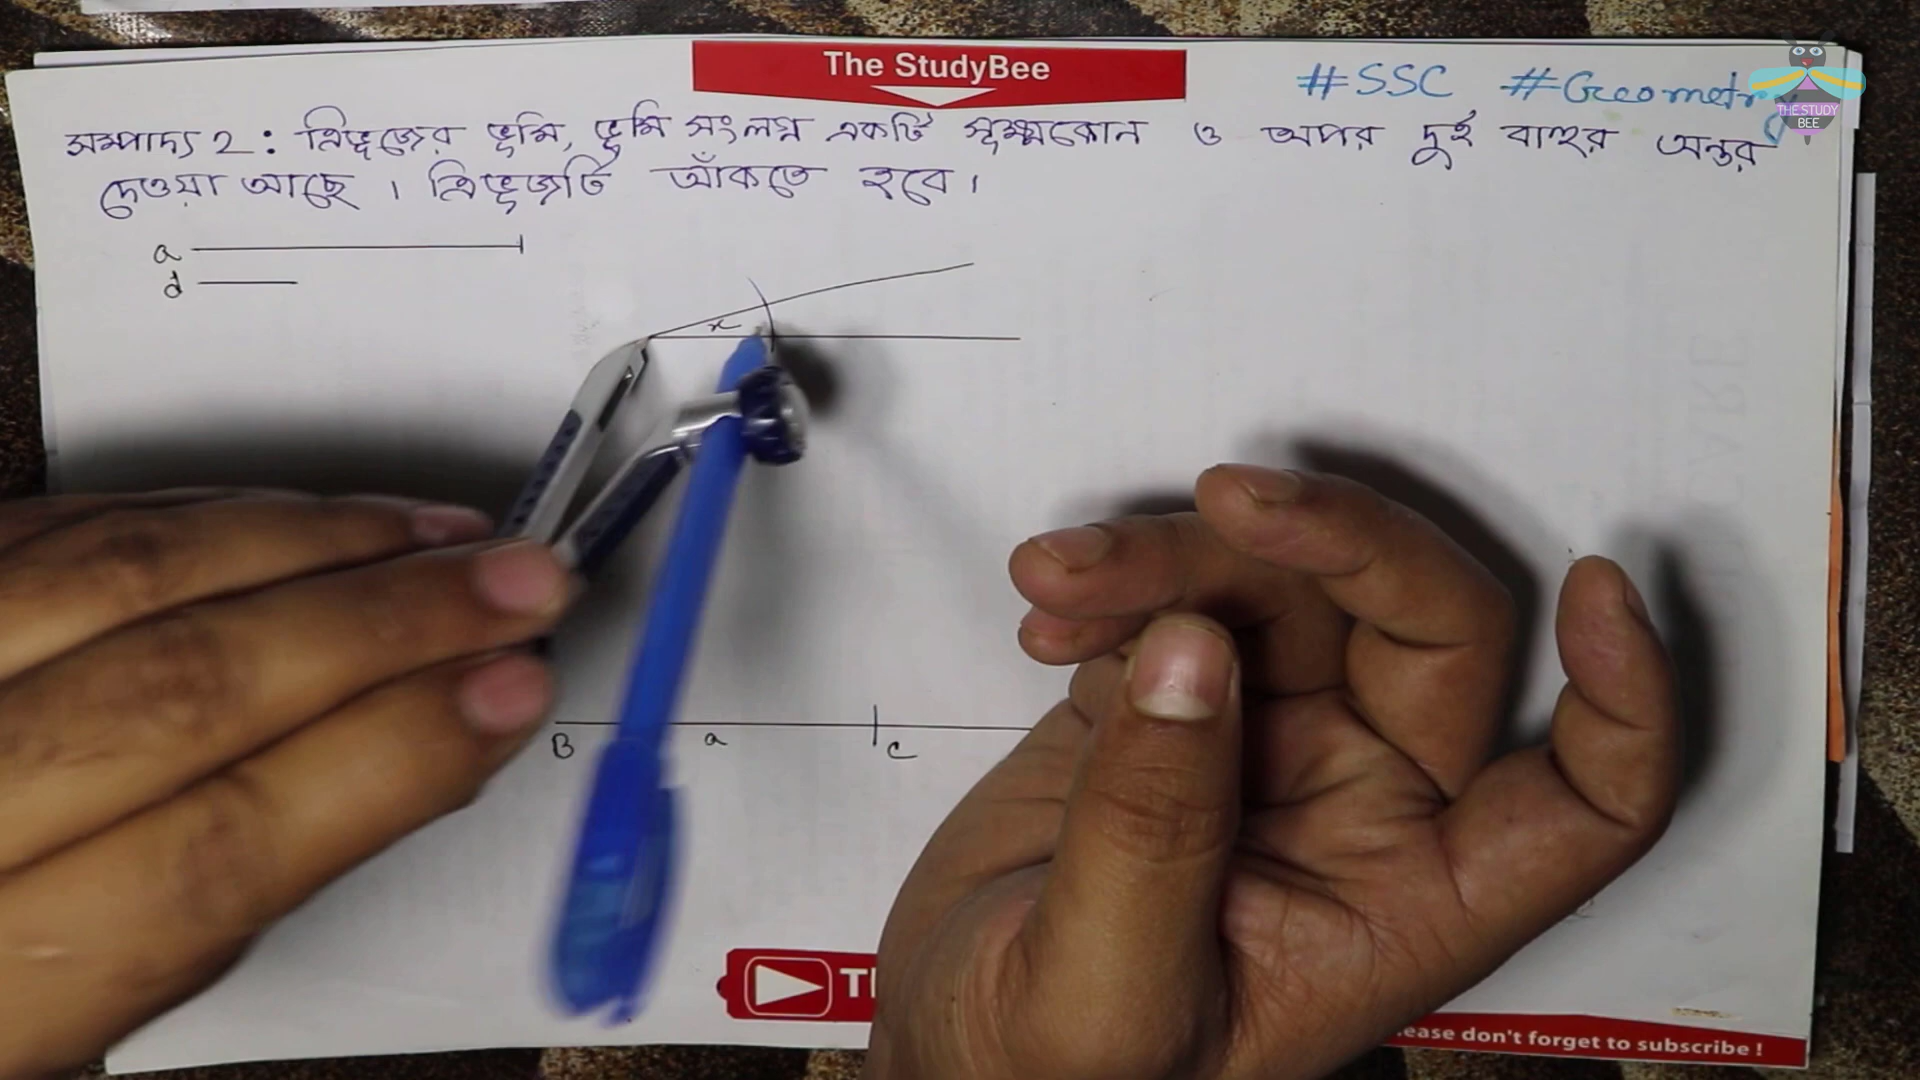 The StudyBee
#SSC #Geometry
THE STUDY
BEE
সম্পাদ্য ২ : ত্রিভুজের ভূমি, ভূমি সংলগ্ন একটি সূক্ষ্মকোন ও অপর দুই বাহুর অন্তর
দেওয়া আছে । ত্রিভুজটি আঁকতে হবে ।
a
d
x
B a C
lease don't forget to subscribe !